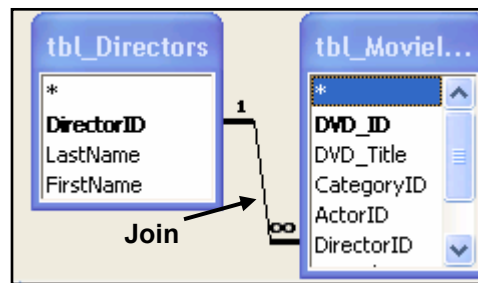 tbl_Directors
*
DirectorID
LastName
FirstName
1
∞
Join
tbl_Moviel...
*
DVD_ID
DVD_Title
CategoryID
ActorID
DirectorID